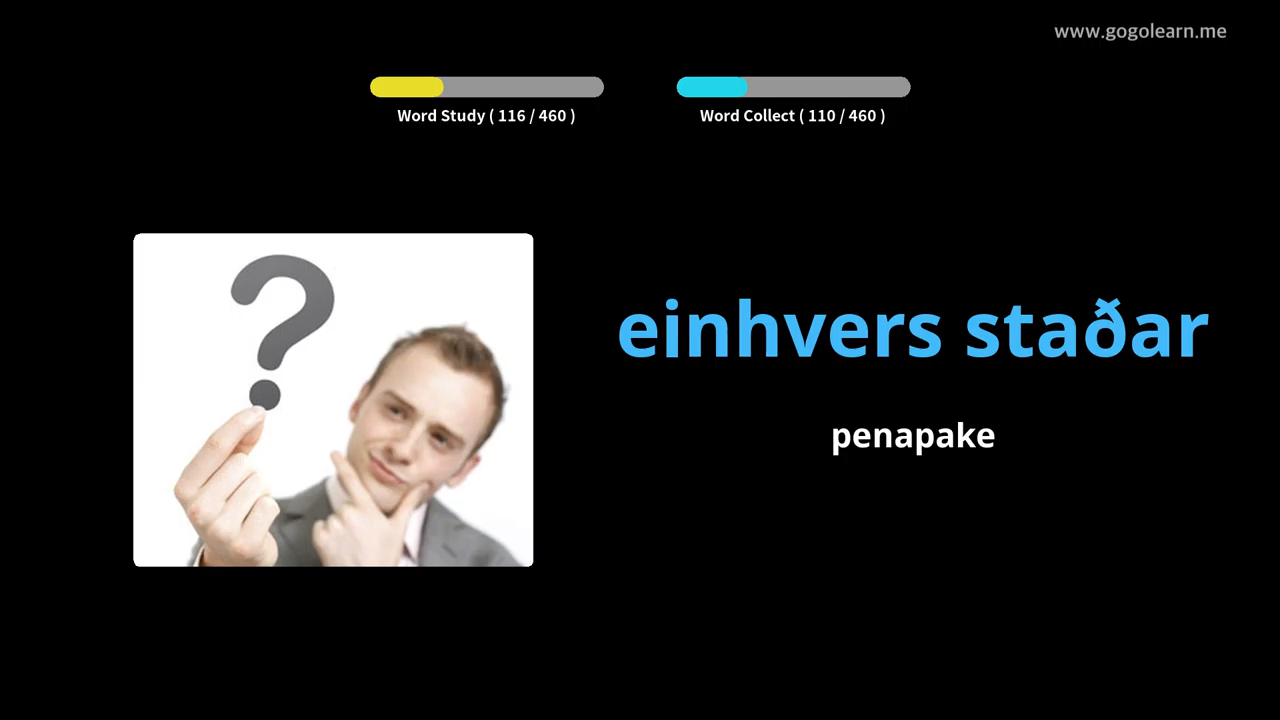 www.gogolearn.me
Word Study ( 116 / 460 )
Word Collect ( 110 / 460 )
einhvers staðar
penapake